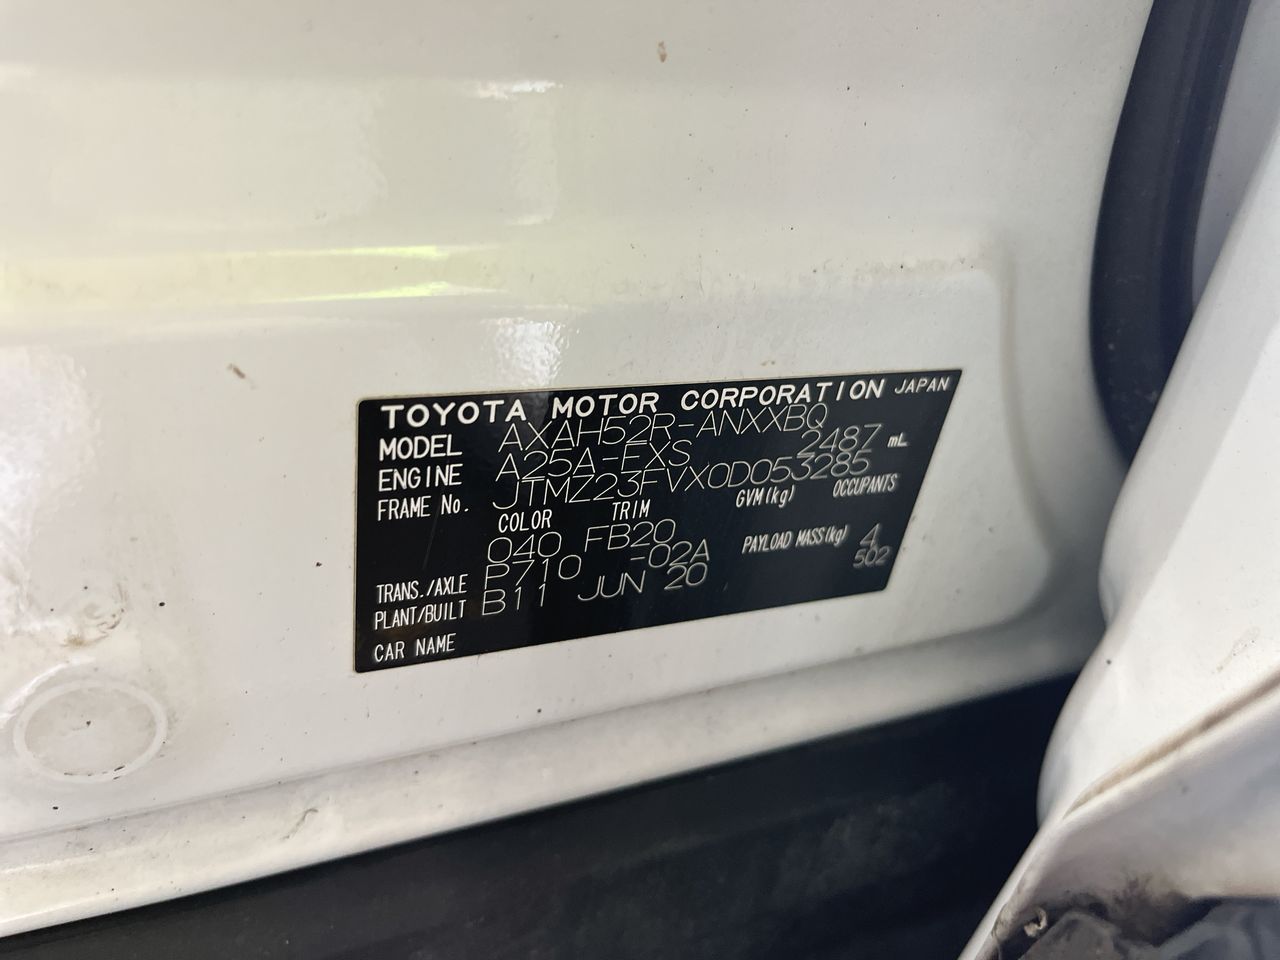 TOYOTA MOTOR CORPORATION JAPAN
MODEL AXAH52R-ANXXBQ
ENGINE A25A-FXS 2487 mL
FRAME No. JTMZ23FVX0D053285
COLOR TRIM GVM(kg) OCCUPANTS
040 FB20 4
TRANS./AXLE P710 -02A PAYLOAD MASS(kg) 502
PLANT/BUILT B11 JUN 20
CAR NAME